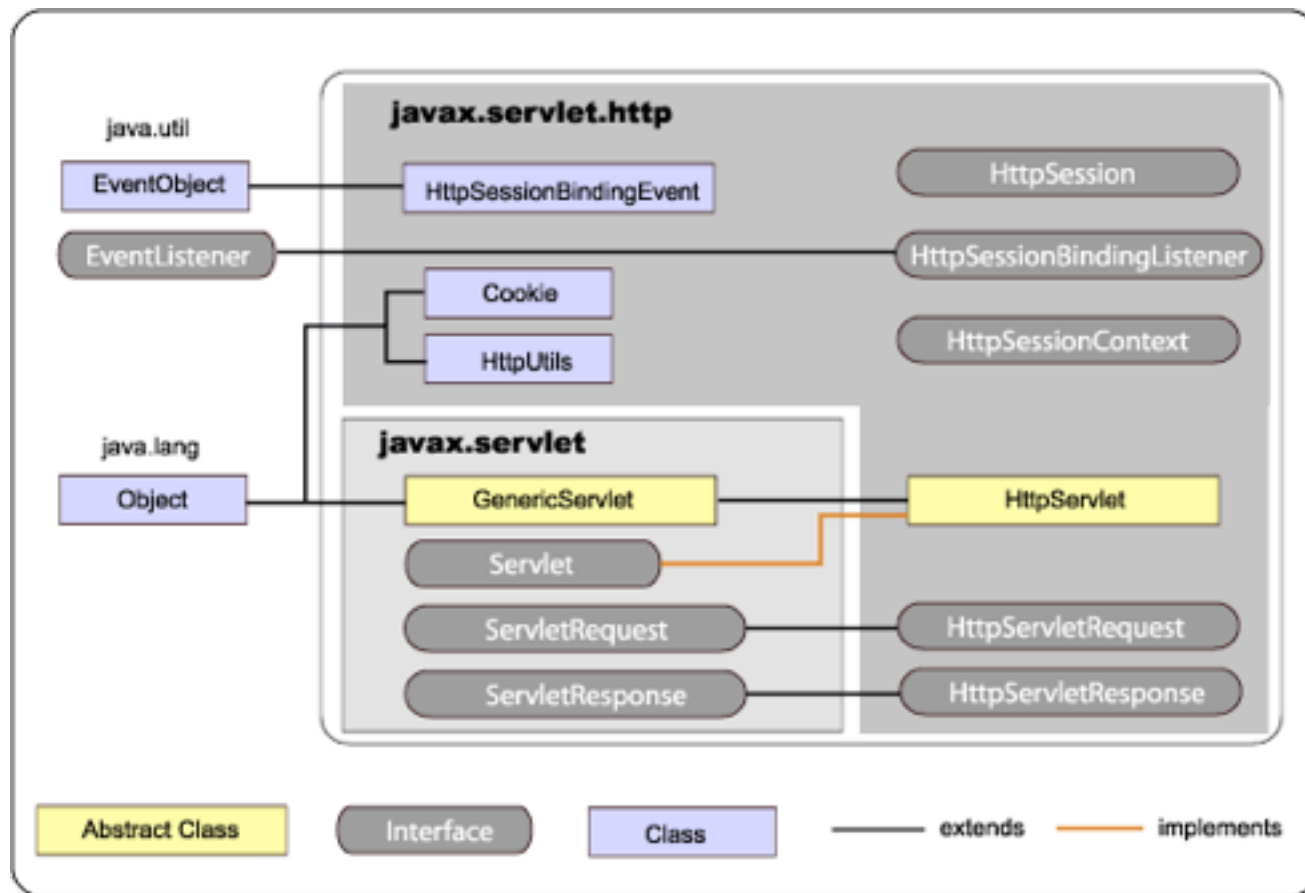 javax.servlet.http
java.util
EventObject
HttpSessionBindingEvent
HttpSession
EventListener
HttpSessionBindingListener
Cookie
HttpSessionContext
HttpUtils
java.lang
javax.servlet
Object
GenericServlet
HttpServlet
Servlet
ServletRequest
HttpServletRequest
ServletResponse
HttpServletResponse
Abstract Class
Interface
Class
extends
implements